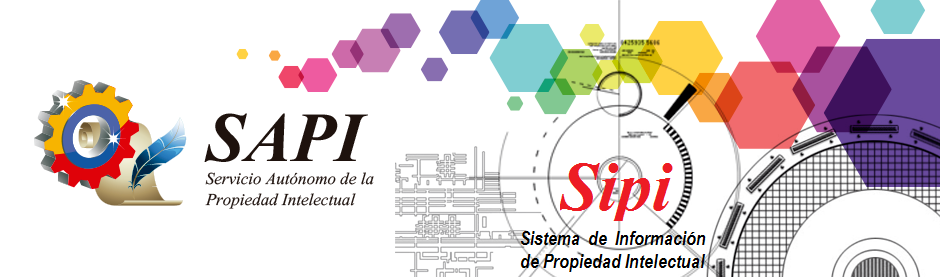 SAPI
Servicio Autónomo de la
Propiedad Intelectual
Sipi
Sistema de Información
de Propiedad Intelectual